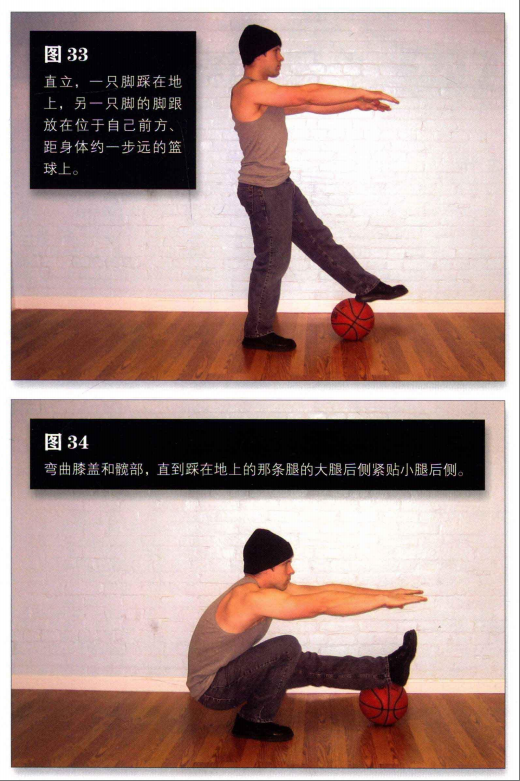 图 33
直立，一只脚踩在地
上，另一只脚的脚跟
放在位于自己前方、
距身体约一步远的篮
球上。
图 34
弯曲膝盖和髋部，直到踩在地上的那条腿的大腿后侧紧贴小腿后侧。